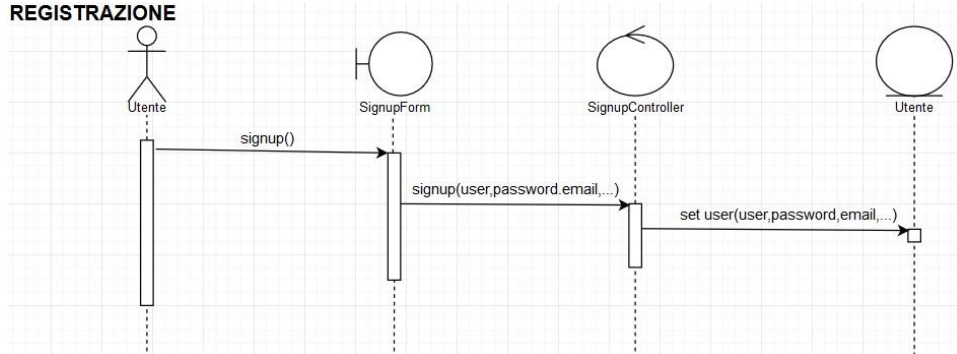 REGISTRAZIONE
Utente
SignupForm
SignupController
Utente
signup()
signup(user,password.email,...)
set user(user,password,email,...)